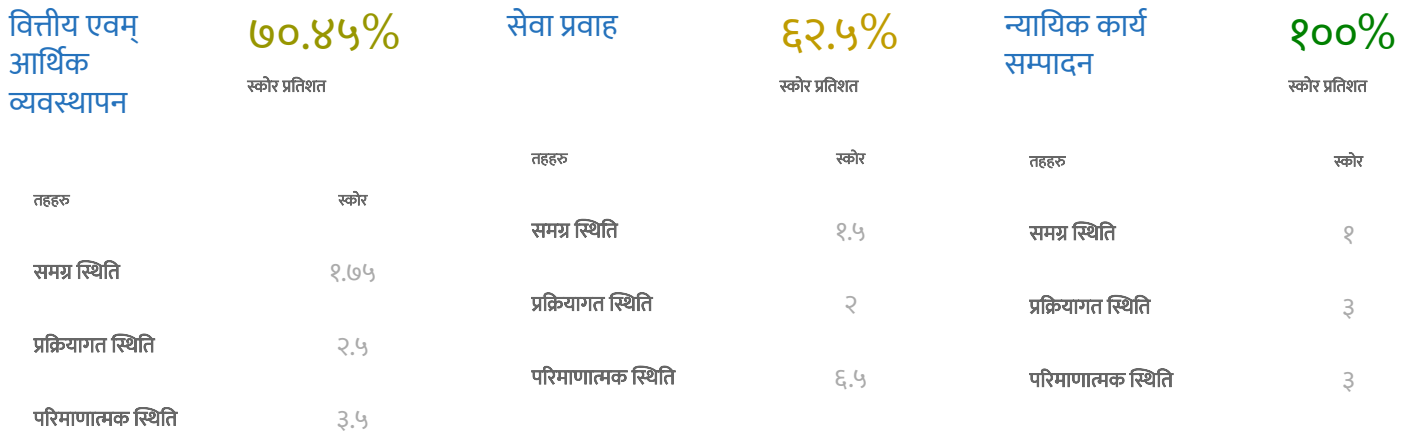 वित्तीय एवम्
आर्थिक
व्यवस्थापन
७०.४५%
स्कोर प्रतिशत
तहहरु स्कोर
समग्र स्थिति १.७५
प्रक्रियागत स्थिति २.५
परिमाणात्मक स्थिति ३.५
सेवा प्रवाह
६२.५%
स्कोर प्रतिशत
तहहरु स्कोर
समग्र स्थिति १.५
प्रक्रियागत स्थिति २
परिमाणात्मक स्थिति ६.५
न्यायिक कार्य
सम्पादन
१००%
स्कोर प्रतिशत
तहहरु स्कोर
समग्र स्थिति १
प्रक्रियागत स्थिति ३
परिमाणात्मक स्थिति ३